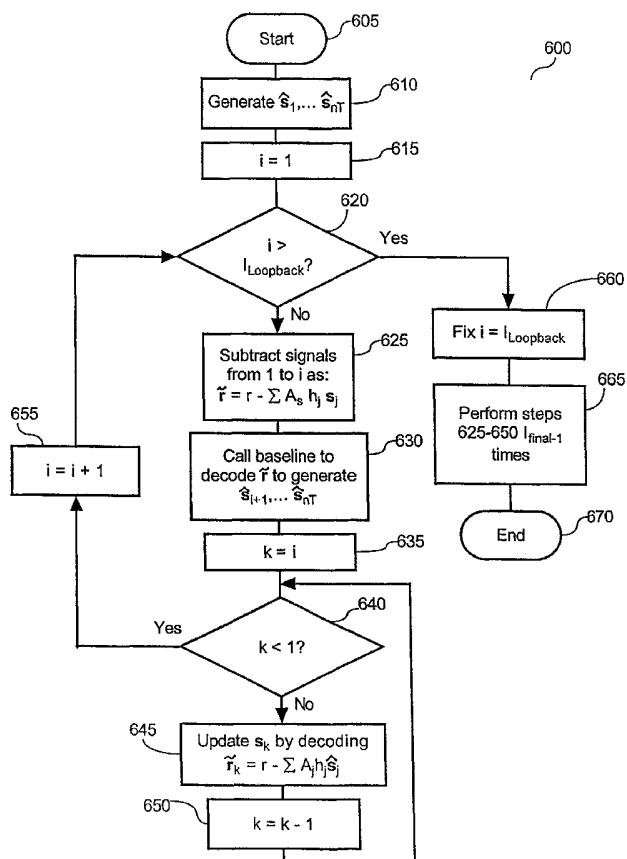 Start
605
600
Generate ŝ₁,... ŝₙT
610
i = 1
615
620
i >
I_Loopback?
Yes
No
660
Fix i = I_Loopback
Subtract signals
from 1 to i as:
r̃ = r - Σ Aₛ hⱼ sⱼ
625
665
Perform steps
625-650 I_final-1
times
655
i = i + 1
630
Call baseline to
decode r̃ to generate
ŝᵢ₊₁,... ŝₙT
End
670
k = i
635
640
Yes
k < 1?
No
645
Update sₖ by decoding
r̃ₖ = r - Σ Aⱼhⱼŝⱼ
650
k = k - 1